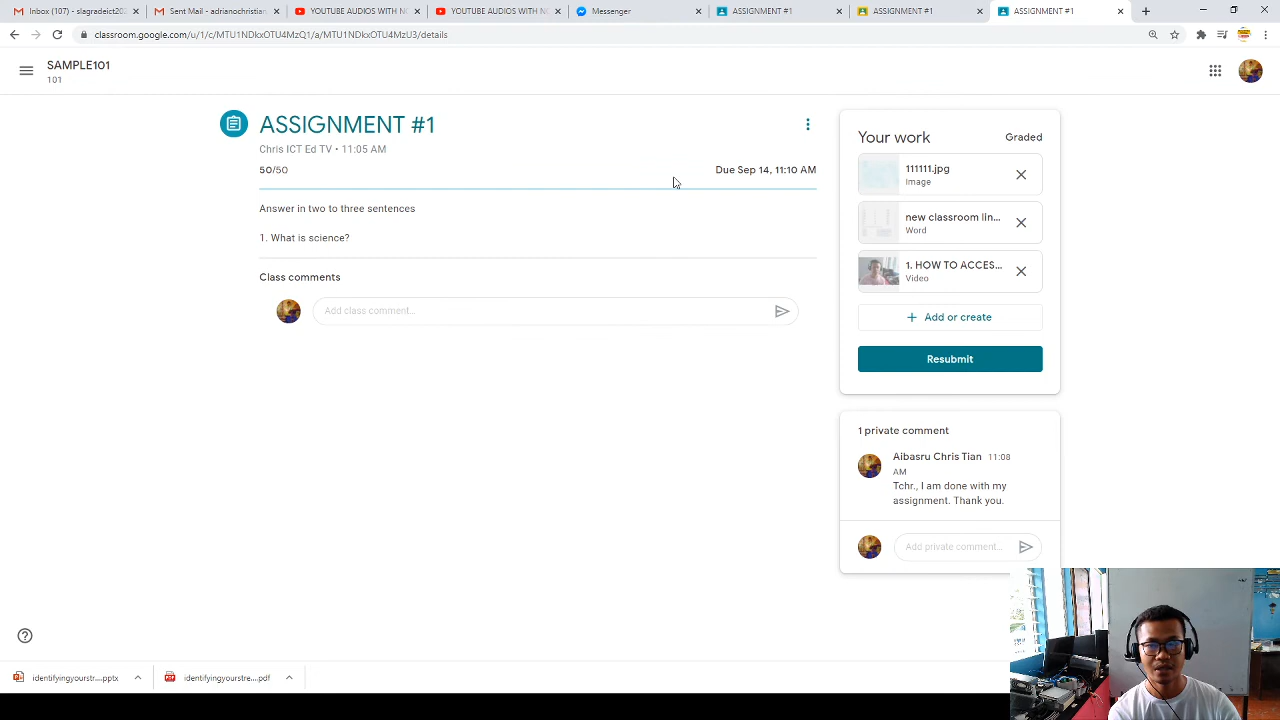 Inbox (107) - slagradeict202
Sent Mail - adrianochristian.
YOUTUBE AUDIOS WITH NO
YOUTUBE AUDIOS WITH NO
Messenger
ASSIGNMENT #1
ASSIGNMENT #1
ASSIGNMENT #1
classroom.google.com/u/1/c/MTU1NDkxOTU4MzQ1/a/MTU1NDkxOTU4MzU3/details
SAMPLE101
101
ASSIGNMENT #1
Chris ICT Ed TV • 11:05 AM
50/50
Due Sep 14, 11:10 AM
Answer in two to three sentences
1. What is science?
Class comments
Add class comment...
Your work
Graded
111111.jpg
Image
new classroom lin...
Word
1. HOW TO ACCES...
Video
+ Add or create
Resubmit
1 private comment
Aibasru Chris Tian 11:08
AM
Tchr., I am done with my
assignment. Thank you.
Add private comment...
identifyingyourstr....pptx
identifyingyourstre....pdf